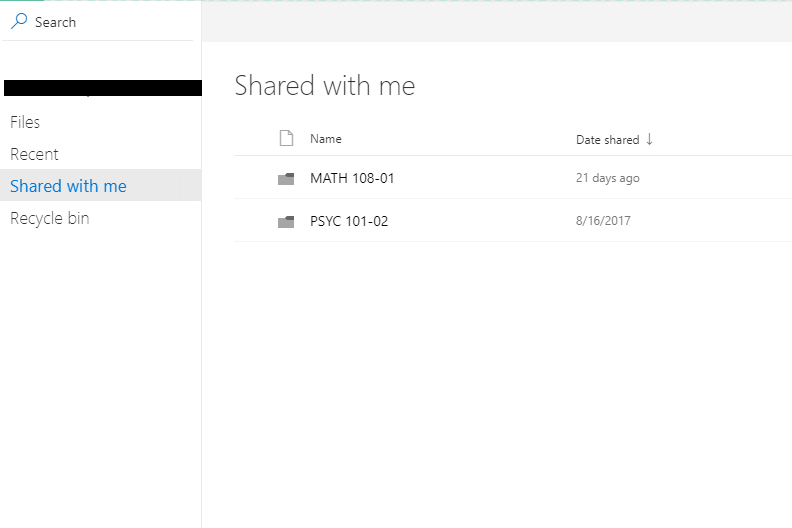 Search
Files
Recent
Shared with me
Recycle bin
Shared with me
Name Date shared ↓
MATH 108-01 21 days ago
PSYC 101-02 8/16/2017